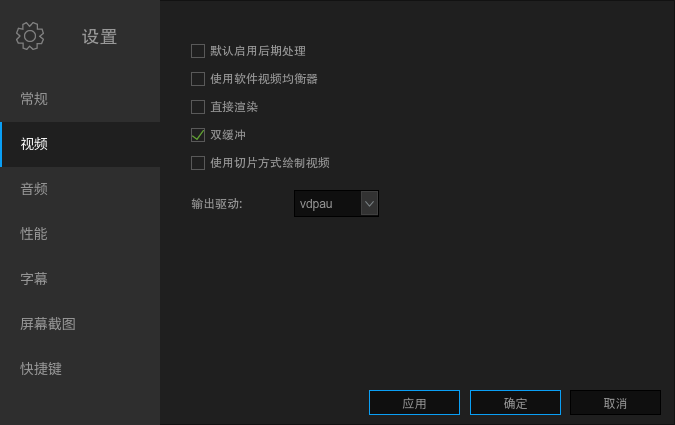 设置
常规
视频
音频
性能
字幕
屏幕截图
快捷键
默认启用后期处理
使用软件视频均衡器
直接渲染
双缓冲
使用切片方式绘制视频
输出驱动: vdpau
应用 确定 取消